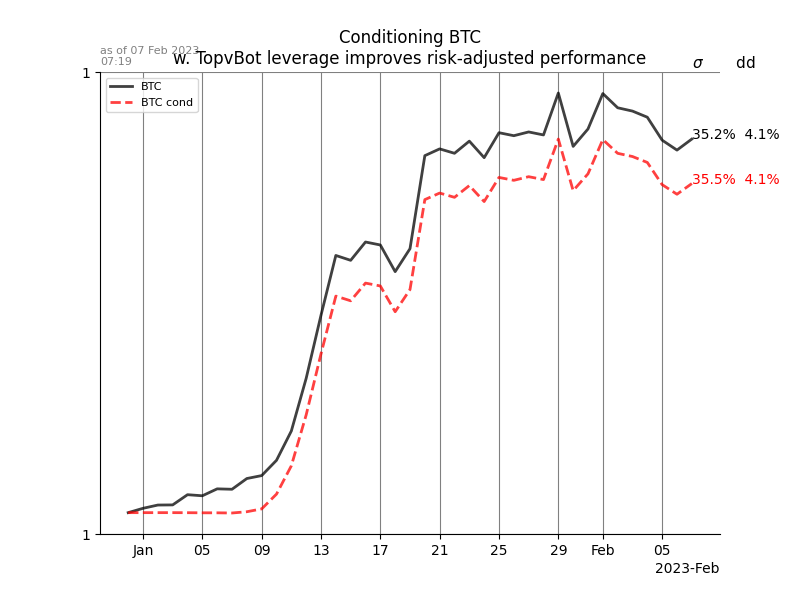 Conditioning BTC
w. TopvBot leverage improves risk-adjusted performance
as of 07 Feb 2023
07:19
σ dd
1
BTC
BTC cond
35.2% 4.1%
35.5% 4.1%
1
Jan 05 09 13 17 21 25 29 Feb 05
2023-Feb